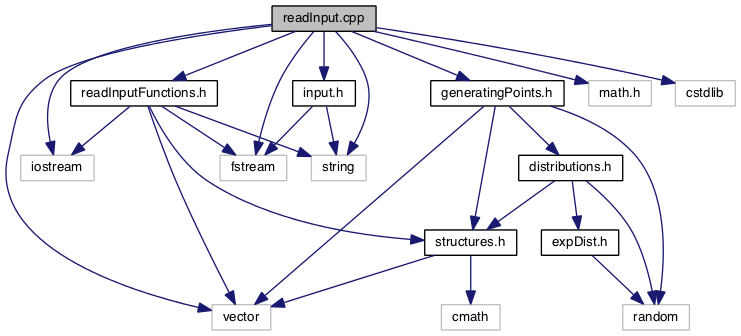 readInput.cpp
readInputFunctions.h
input.h
generatingPoints.h
math.h
cstdlib
iostream
fstream
string
distributions.h
structures.h
expDist.h
vector
cmath
random